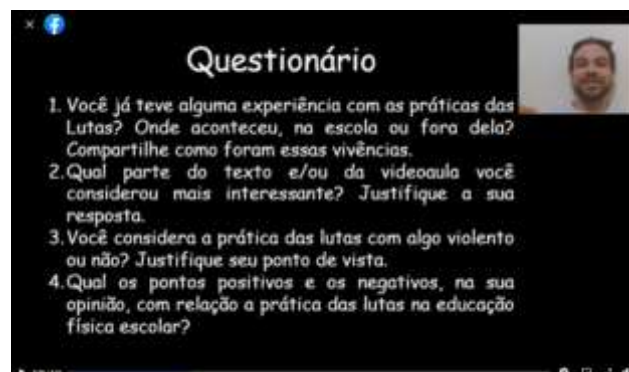 Questionário
1. Você já teve alguma experiência com as práticas das
Lutas? Onde aconteceu, na escola ou fora dela?
Compartilhe como foram essas vivências.
2. Qual parte do texto e/ou da videoaula você
considerou mais interessante? Justifique a sua
resposta.
3. Você considera a prática das lutas com algo violento
ou não? Justifique seu ponto de vista.
4. Qual os pontos positivos e os negativos, na sua
opinião, com relação a prática das lutas na educação
física escolar?